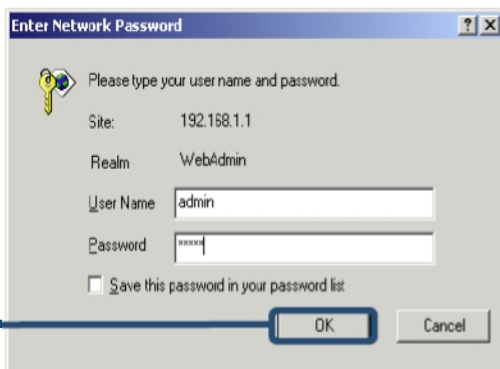 Enter Network Password
Please type your user name and password.
Site: 192.168.1.1
Realm WebAdmin
User Name admin
Password xxxxx
Save this password in your password list
OK Cancel